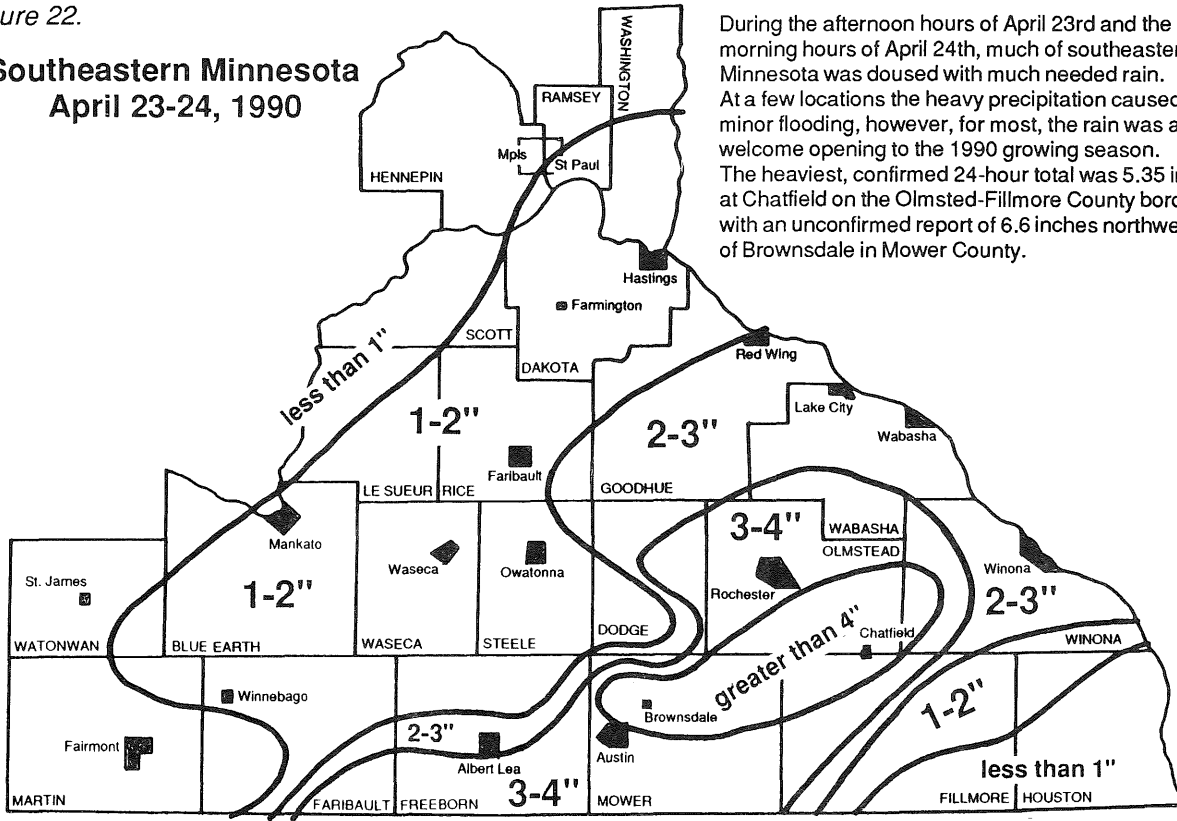 ure 22.
Southeastern Minnesota
April 23-24, 1990
During the afternoon hours of April 23rd and the
morning hours of April 24th, much of southeaster
Minnesota was doused with much needed rain.
At a few locations the heavy precipitation caused
minor flooding, however, for most, the rain was a
welcome opening to the 1990 growing season.
The heaviest, confirmed 24-hour total was 5.35 i
at Chatfield on the Olmsted-Fillmore County bor
with an unconfirmed report of 6.6 inches northwe
of Brownsdale in Mower County.
WASHINGTON
RAMSEY
Mpls
St Paul
HENNEPIN
Hastings
Farmington
SCOTT
DAKOTA
Red Wing
less than 1"
1-2"
2-3"
Lake City
Wabasha
Faribault
LE SUEUR
RICE
GOODHUE
Mankato
3-4"
WABASHA
OLMSTEAD
Waseca
Owatonna
Rochester
Winona
St. James
1-2"
2-3"
WATONWAN
BLUE EARTH
WASECA
STEELE
DODGE
Chatfield
WINONA
greater than 4"
Winnebago
Brownsdale
1-2"
Fairmont
2-3"
Albert Lea
Austin
less than 1"
MARTIN
FARIBAULT
FREEBORN
3-4"
MOWER
FILLMORE
HOUSTON